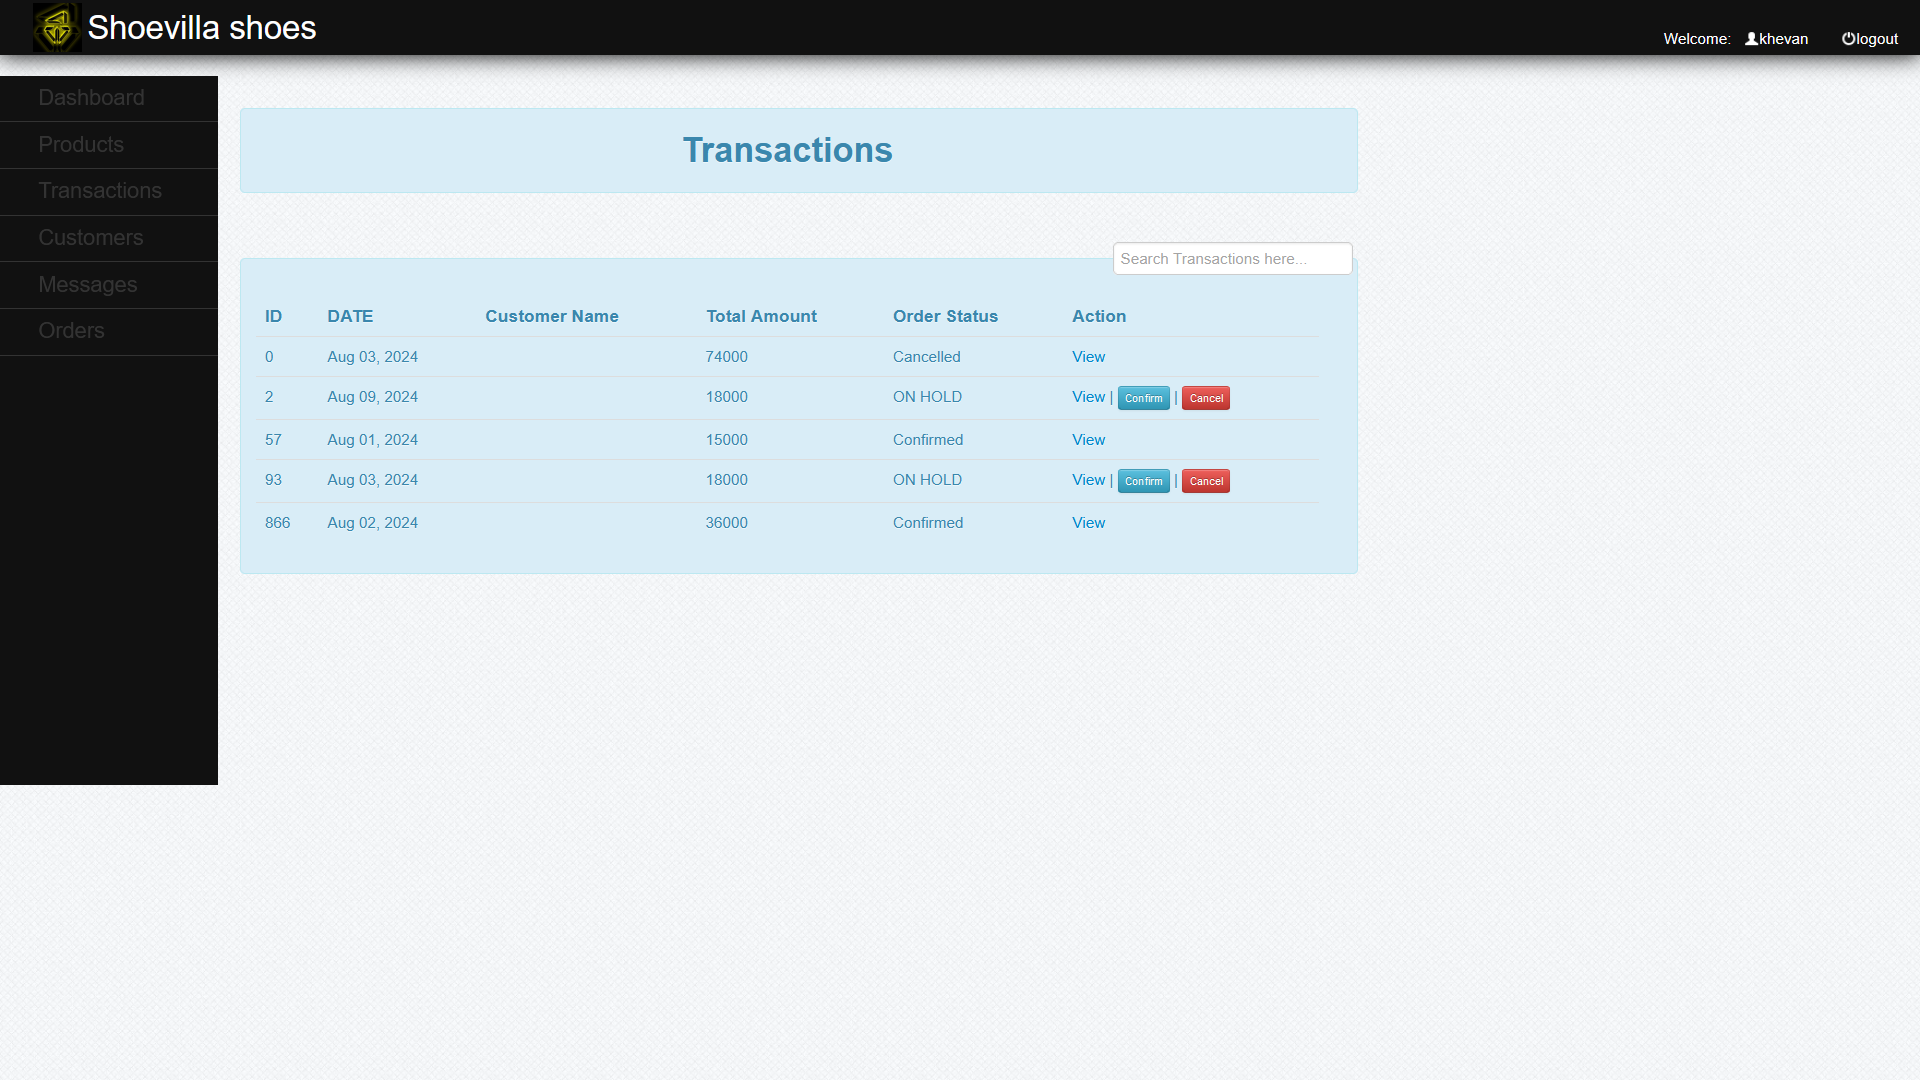 Shoevilla shoes
Welcome: khevan logout
Dashboard
Products
Transactions
Customers
Messages
Orders
Transactions
Search Transactions here...
ID DATE Customer Name Total Amount Order Status Action
0 Aug 03, 2024 74000 Cancelled View
2 Aug 09, 2024 18000 ON HOLD View | Confirm | Cancel
57 Aug 01, 2024 15000 Confirmed View
93 Aug 03, 2024 18000 ON HOLD View | Confirm | Cancel
866 Aug 02, 2024 36000 Confirmed View